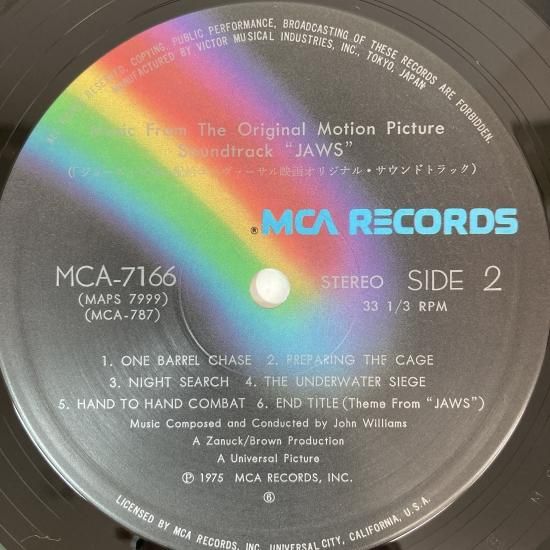 RESERVED. COPYING, PUBLIC PERFORMANCE, BROADCASTING OF THESE RECORDS ARE FORBIDDEN.
MANUFACTURED BY VICTOR MUSICAL INDUSTRIES, INC., TOKYO, JAPAN
Music From The Original Motion Picture
Soundtrack "JAWS"
サル映画オリジナル・サウンドトラック)
® MCA RECORDS
MCA-7166
STEREO SIDE 2
(MAPS 7999)
33 1/3 RPM
(MCA-787)
1. ONE BARREL CHASE 2. PREPARING THE CAGE
3. NIGHT SEARCH 4. THE UNDERWATER SIEGE
5. HAND TO HAND COMBAT 6. END TITLE (Theme From "JAWS")
Music Composed and Conducted by John Williams
A Zanuck/Brown Production
A Universal Picture
℗ 1975 MCA RECORDS, INC.
⑥
LICENSED BY MCA RECORDS, INC. UNIVERSAL CITY, CALIFORNIA, U.S.A.